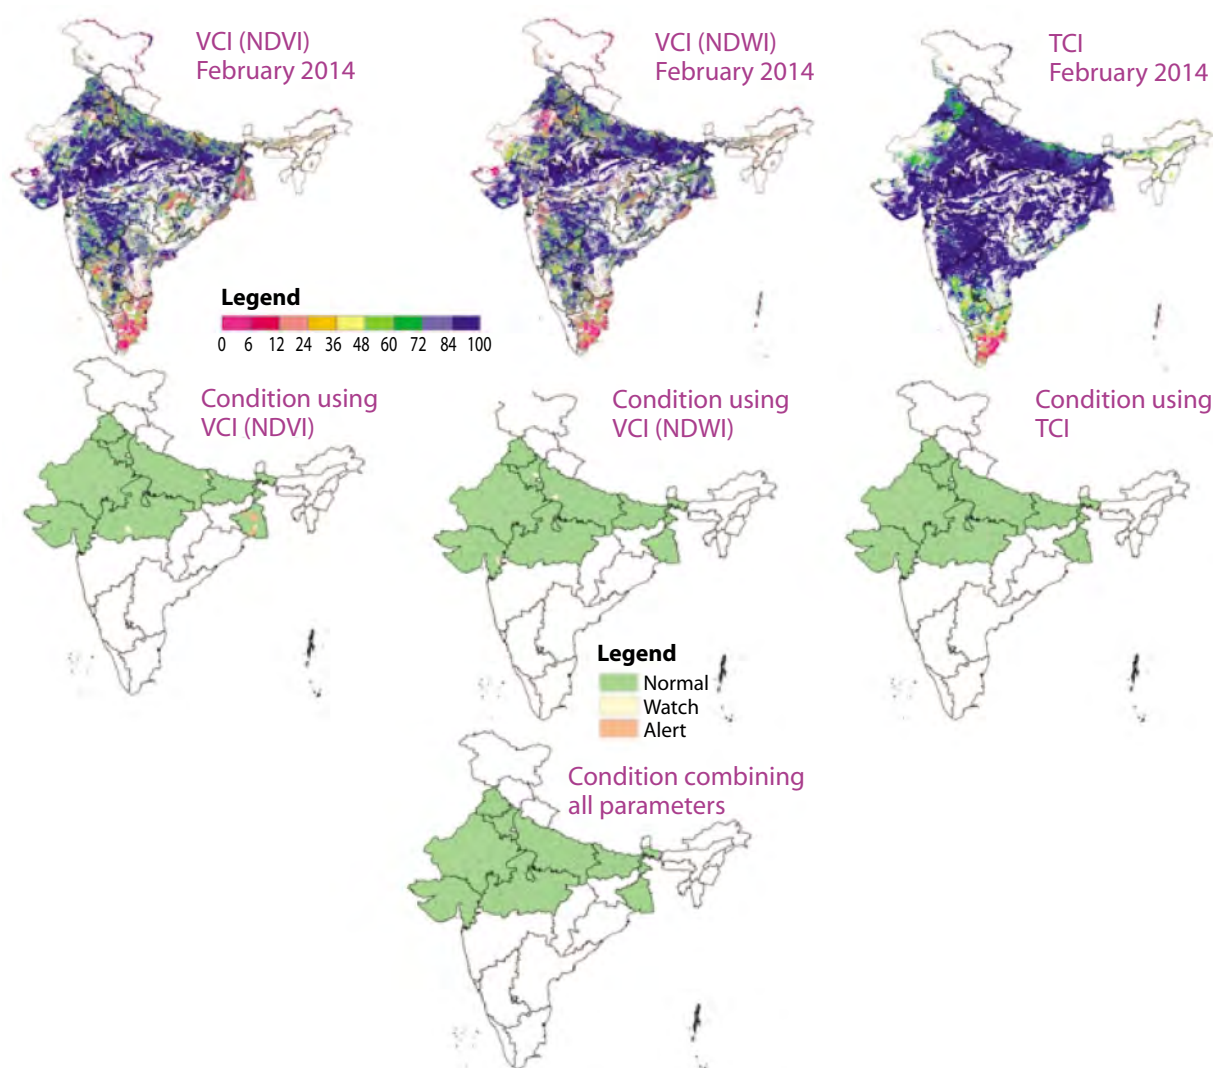 VCI (NDVI)
February 2014
VCI (NDWI)
February 2014
TCI
February 2014
Legend
0 6 12 24 36 48 60 72 84 100
Condition using
VCI (NDVI)
Condition using
VCI (NDWI)
Condition using
TCI
Legend
Normal
Watch
Alert
Condition combining
all parameters